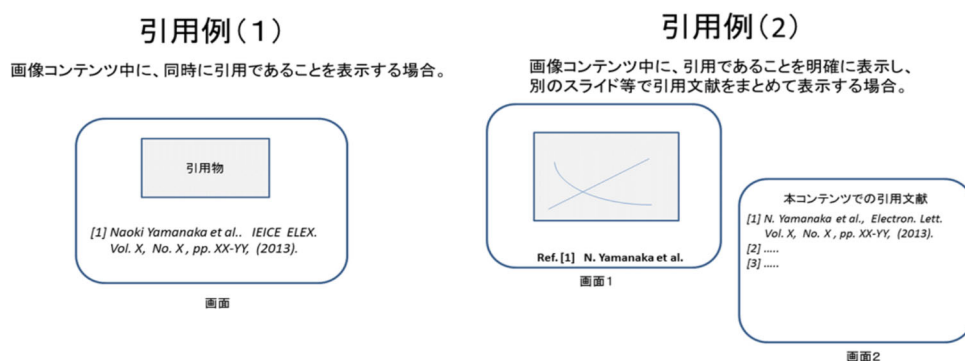 引用例(1)
画像コンテンツ中に、同時に引用であることを表示する場合。
引用物
[1] Naoki Yamanaka et al.. IEICE ELEX.
Vol. X, No. X , pp. XX-YY, (2013).
画面
引用例(2)
画像コンテンツ中に、引用であることを明確に表示し、
別のスライド等で引用文献をまとめて表示する場合。
Ref. [1] N. Yamanaka et al.
画面1
本コンテンツでの引用文献
[1] N. Yamanaka et al., Electron. Lett.
Vol. X, No. X , pp. XX-YY, (2013).
[2] .....
[3] .....
画面2